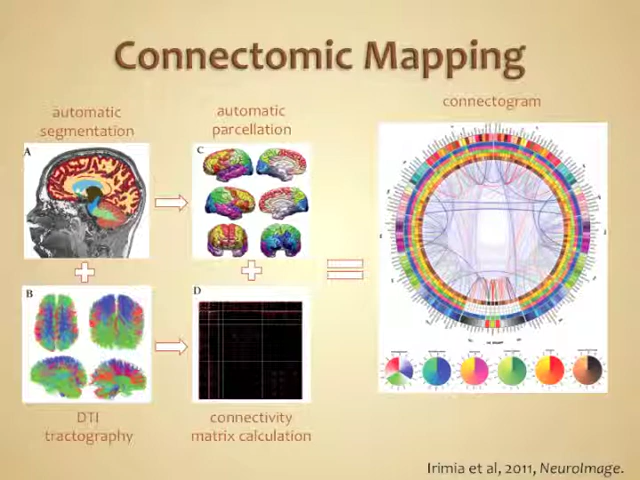 Connectomic Mapping
automatic
segmentation
automatic
parcellation
connectogram
A
C
B
D
DTI
tractography
connectivity
matrix calculation
Irimia et al, 2011, NeuroImage.